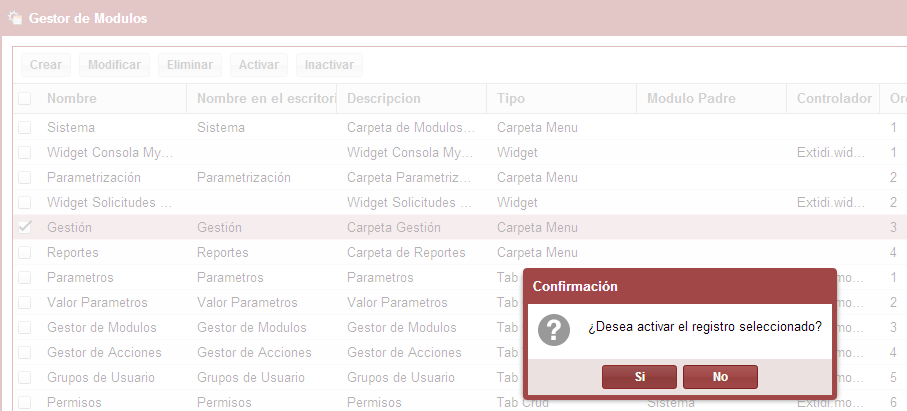 Gestor de Modulos
Crear Modificar Eliminar Activar Inactivar
Nombre Nombre en el escritori Descripcion Tipo Modulo Padre Controlador Or
Sistema Sistema Carpeta de Modulos... Carpeta Menu 1
Widget Consola My... Widget Consola My... Widget Extidi.wid... 1
Parametrización Parametrización Carpeta Parametriz... Carpeta Menu 2
Widget Solicitudes ... Widget Solicitudes ... Widget Extidi.wid... 2
Gestión Gestión Carpeta Gestión Carpeta Menu 3
Reportes Reportes Carpeta de Reportes Carpeta Menu 4
Parametros Parametros Parametros Tab mo... 1
Valor Parametros Valor Parametros Valor Parametros Tab mo... 2
Gestor de Modulos Gestor de Modulos Gestor de Modulos Tab mo... 3
Gestor de Acciones Gestor de Acciones Gestor de Acciones Tab mo... 4
Grupos de Usuario Grupos de Usuario Grupos de Usuario Tab mo... 5
Permisos Permisos Permisos Tab Crud Sistema Extidi.mo... 6
Confirmación
¿Desea activar el registro seleccionado?
Si No